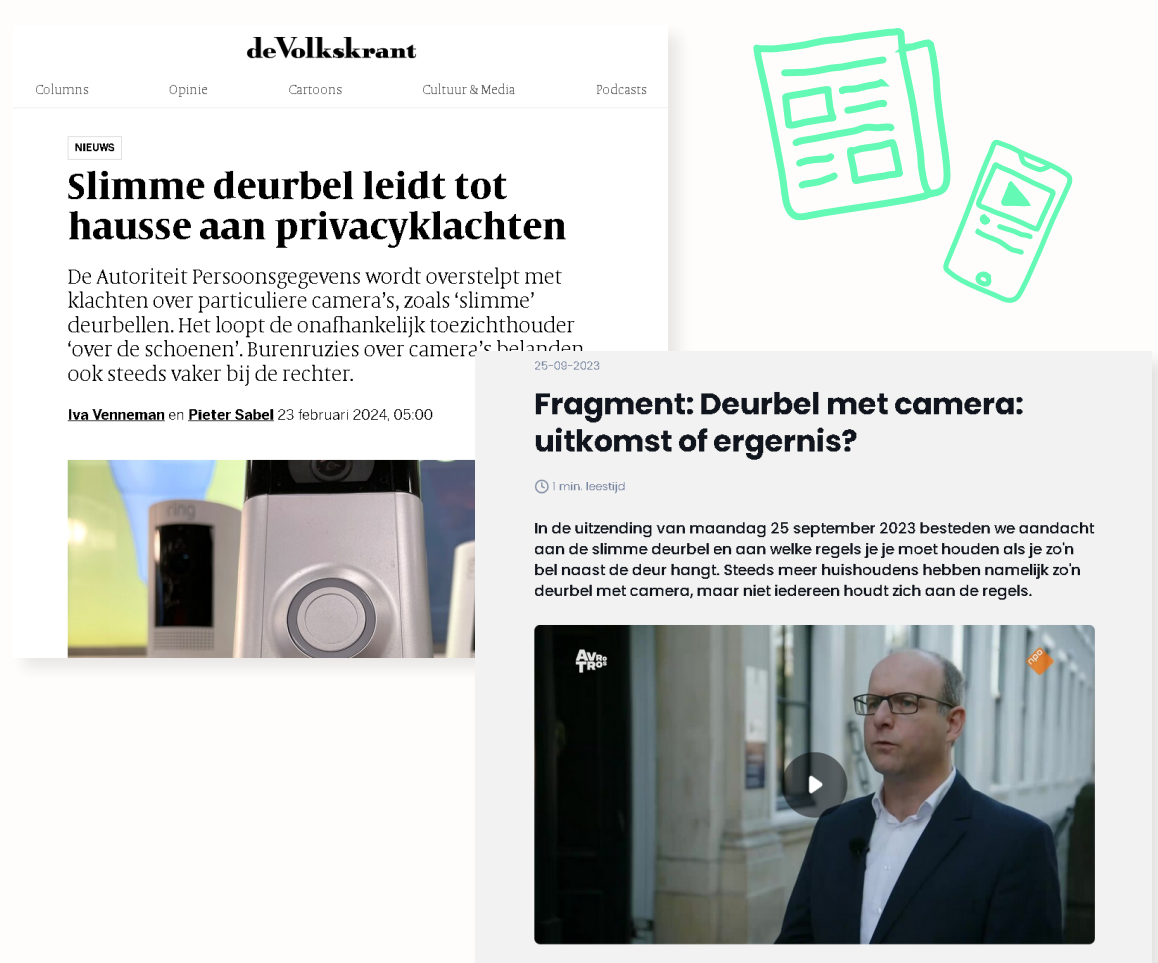 deVolkskrant
Columns Opinie Cartoons Cultuur & Media Podcasts
NIEUWS
Slimme deurbel leidt tot
hausse aan privacyklachten
De Autoriteit Persoonsgegevens wordt overstelpt met
klachten over particuliere camera's, zoals ‘slimme’
deurbellen. Het loopt de onafhankelijk toezichthouder
‘over de schoenen’. Burenruzies over camera's belanden
ook steeds vaker bij de rechter.
Iva Venneman en Pieter Sabel 23 februari 2024, 05:00
ring
25-09-2023
Fragment: Deurbel met camera:
uitkomst of ergernis?
1 min. leestijd
In de uitzending van maandag 25 september 2023 besteden we aandacht
aan de slimme deurbel en aan welke regels je je moet houden als je zo'n
bel naast de deur hangt. Steeds meer huishoudens hebben namelijk zo'n
deurbel met camera, maar niet iedereen houdt zich aan de regels.
AVRO
TROS
npo